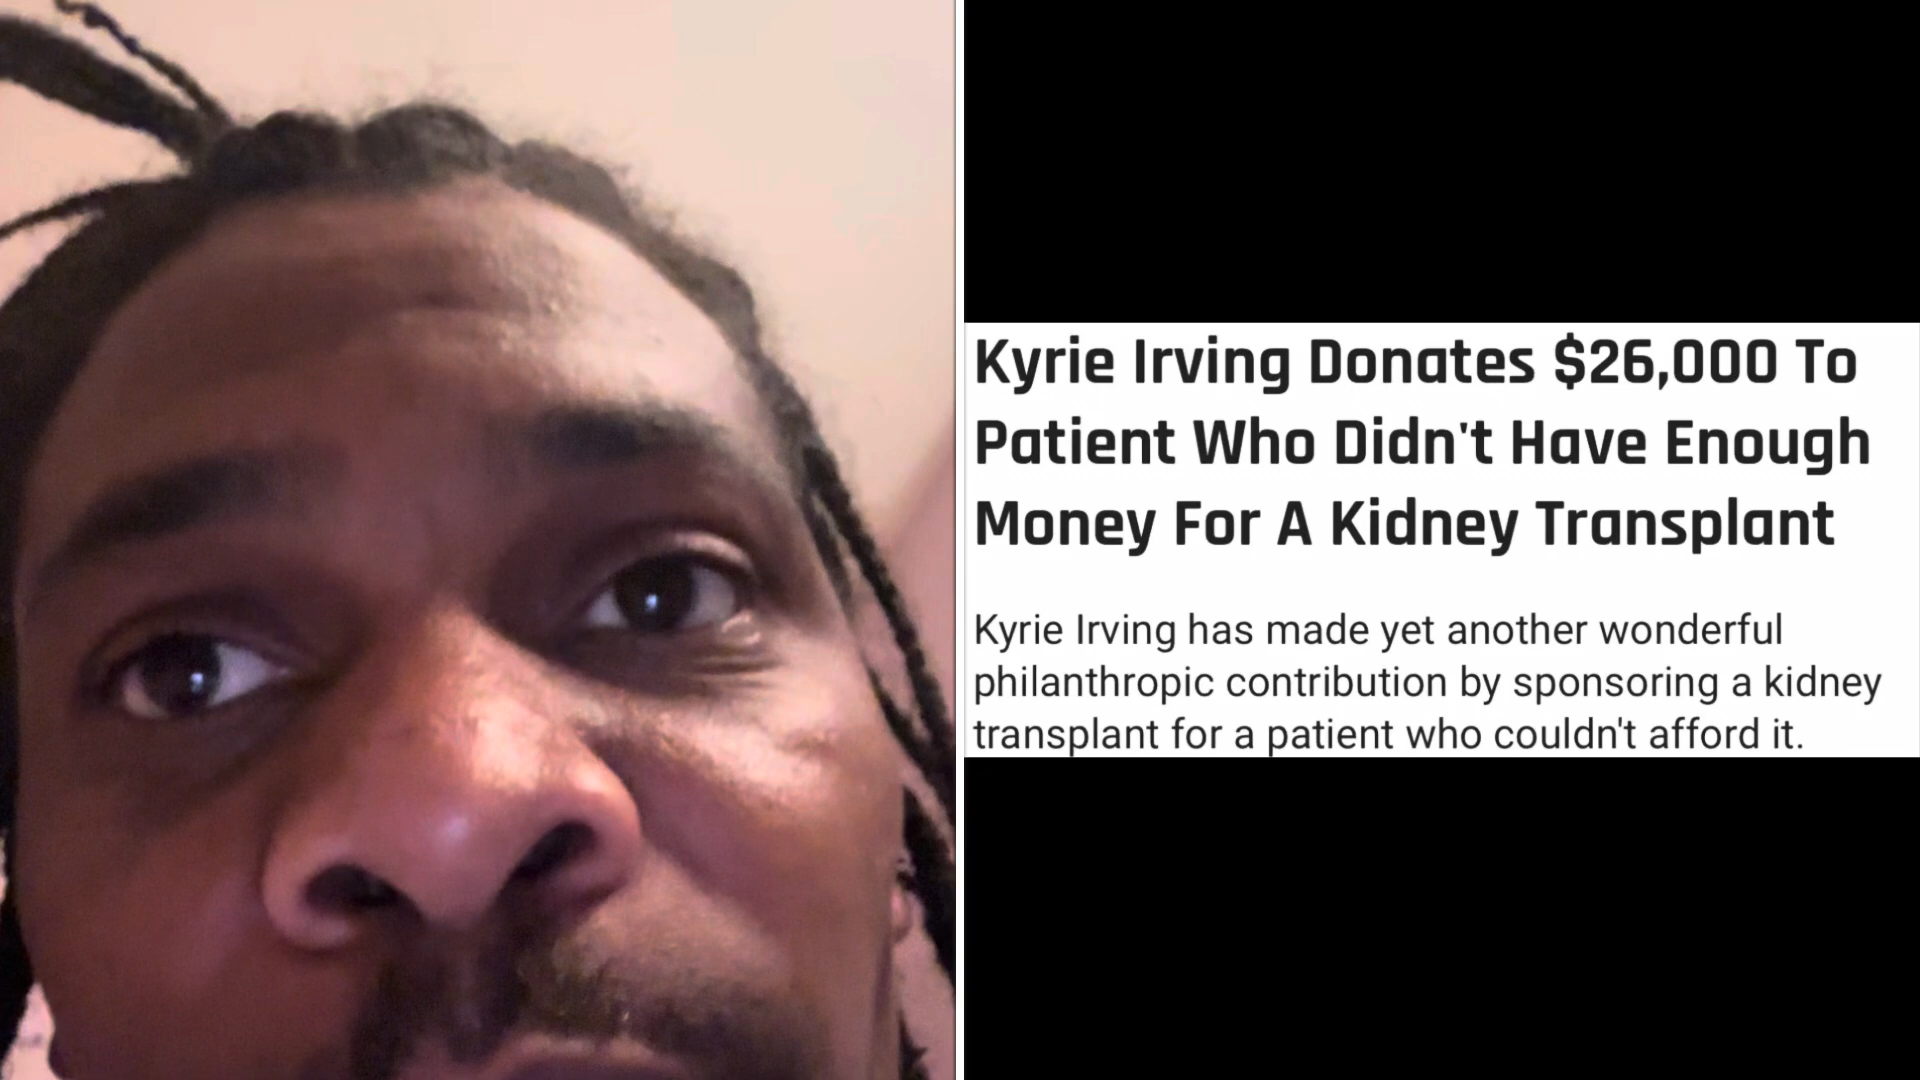 Kyrie Irving Donates $26,000 To
Patient Who Didn't Have Enough
Money For A Kidney Transplant
Kyrie Irving has made yet another wonderful
philanthropic contribution by sponsoring a kidney
transplant for a patient who couldn't afford it.